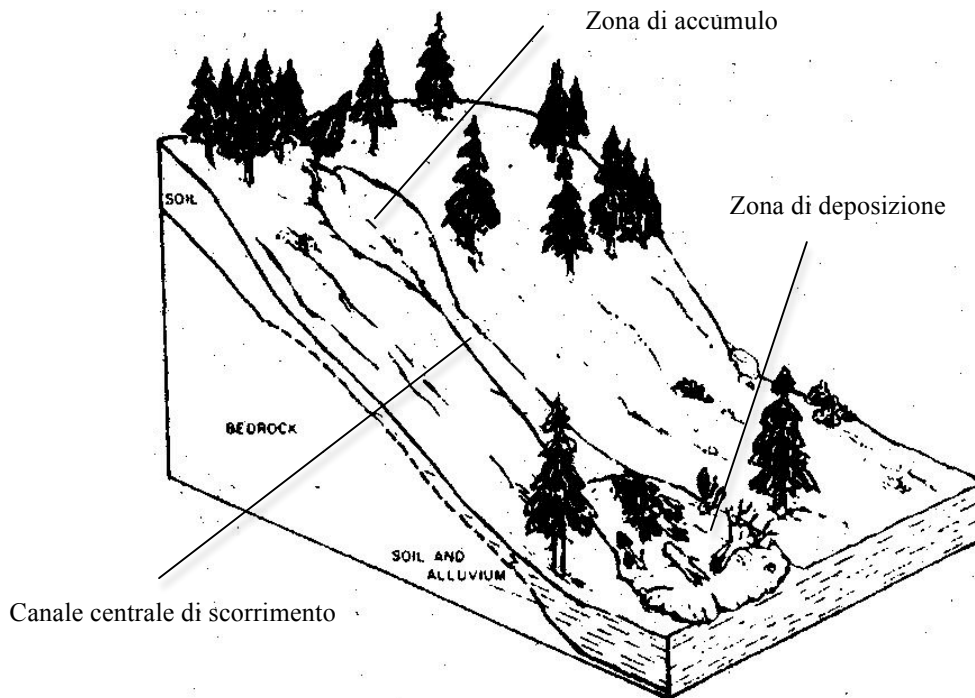 Zona di accumulo
SOIL
Zona di deposizione
BEDROCK
SOIL AND
ALLUVIUM
Canale centrale di scorrimento